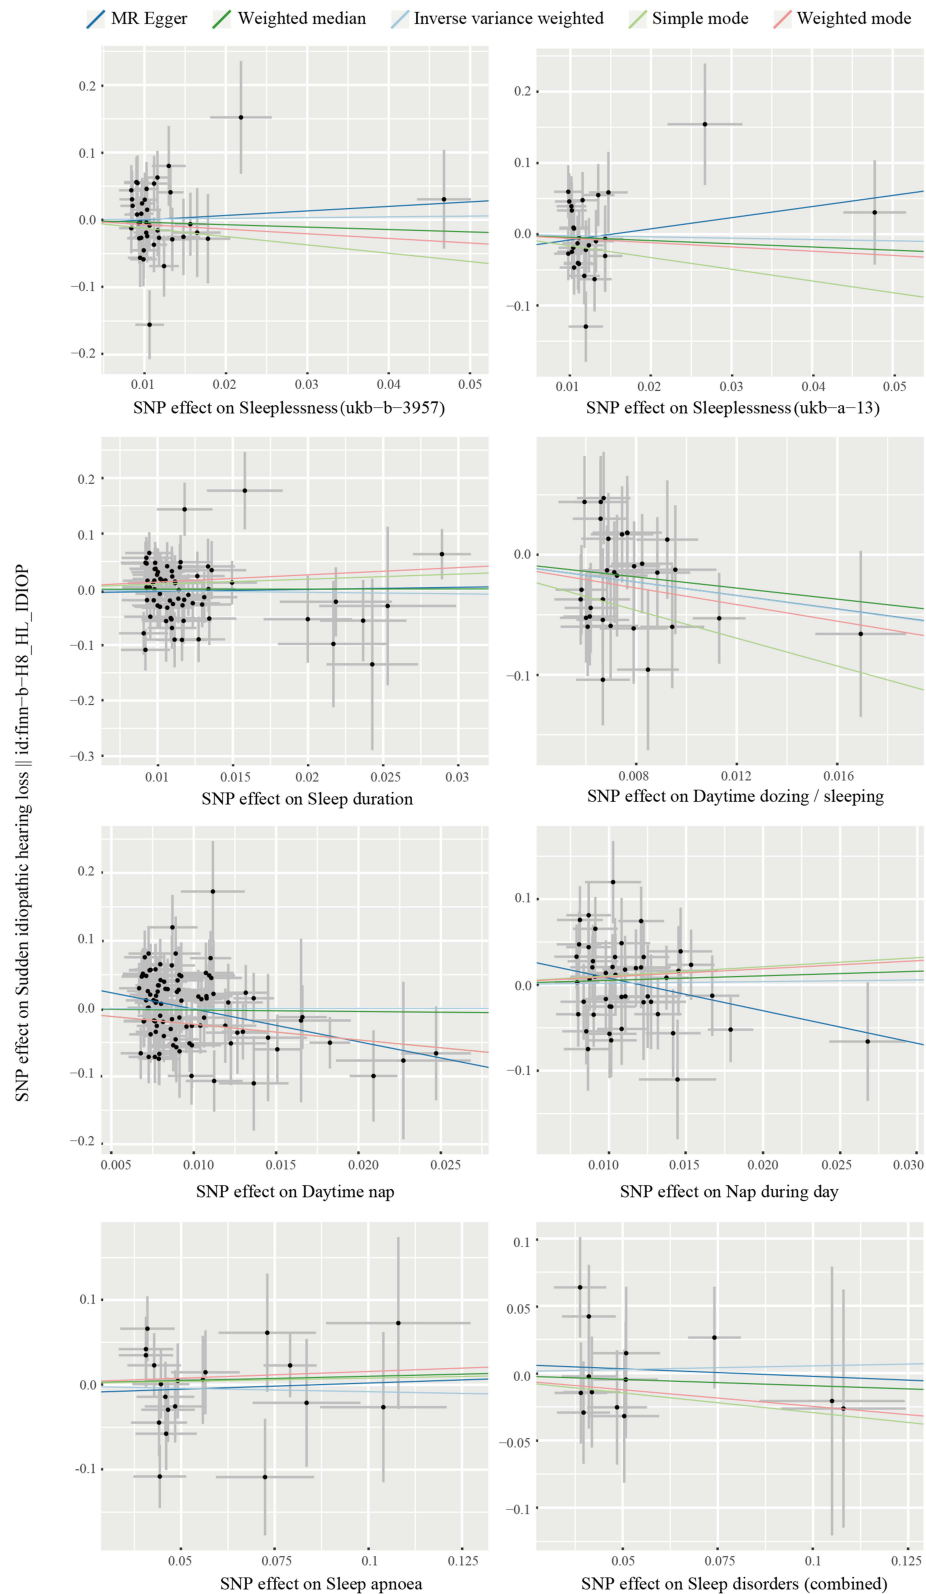 MR Egger Weighted median Inverse variance weighted Simple mode Weighted mode
SNP effect on Sudden idiopathic hearing loss || id:finn−b−H8_HL_IDIOP
0.2
0.1
0.0
−0.1
−0.2
0.01 0.02 0.03 0.04 0.05
SNP effect on Sleeplessness (ukb−b−3957)
0.2
0.1
0.0
−0.1
0.01 0.02 0.03 0.04 0.05
SNP effect on Sleeplessness (ukb−a−13)
0.2
0.1
0.0
−0.1
−0.2
−0.3
0.01 0.015 0.02 0.025 0.03
SNP effect on Sleep duration
0.0
−0.1
0.008 0.012 0.016
SNP effect on Daytime dozing / sleeping
0.2
0.1
0.0
−0.1
−0.2
0.005 0.010 0.015 0.020 0.025
SNP effect on Daytime nap
0.1
0.0
−0.1
0.010 0.015 0.020 0.025 0.030
SNP effect on Nap during day
0.1
0.0
-0.1
0.05 0.075 0.1 0.125
SNP effect on Sleep apnoea
0.1
0.05
0.0
−0.05
−0.1
0.05 0.075 0.1 0.125
SNP effect on Sleep disorders (combined)